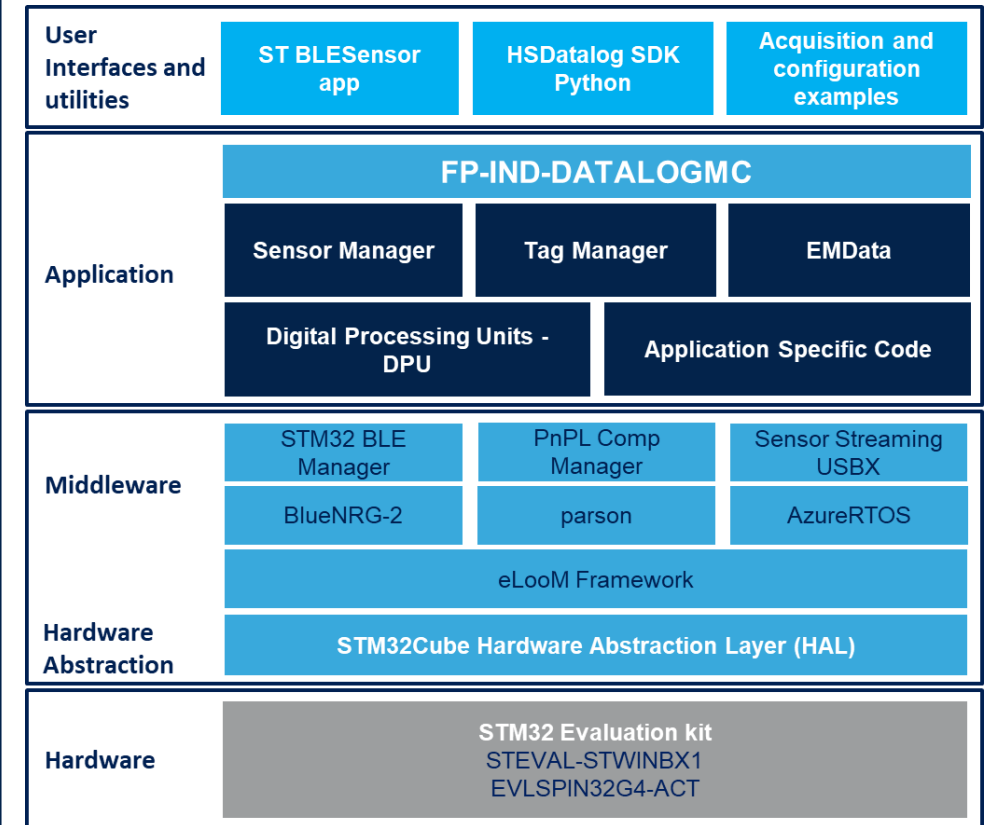 User
Interfaces and
utilities
ST BLESensor
app
HSDatalog SDK
Python
Acquisition and
configuration
examples
Application
FP-IND-DATALOGMC
Sensor Manager
Tag Manager
EMData
Digital Processing Units -
DPU
Application Specific Code
Middleware
STM32 BLE
Manager
PnPL Comp
Manager
Sensor Streaming
USBX
BlueNRG-2
parson
AzureRTOS
eLooM Framework
Hardware
Abstraction
STM32Cube Hardware Abstraction Layer (HAL)
Hardware
STM32 Evaluation kit
STEVAL-STWINBX1
EVLSPIN32G4-ACT